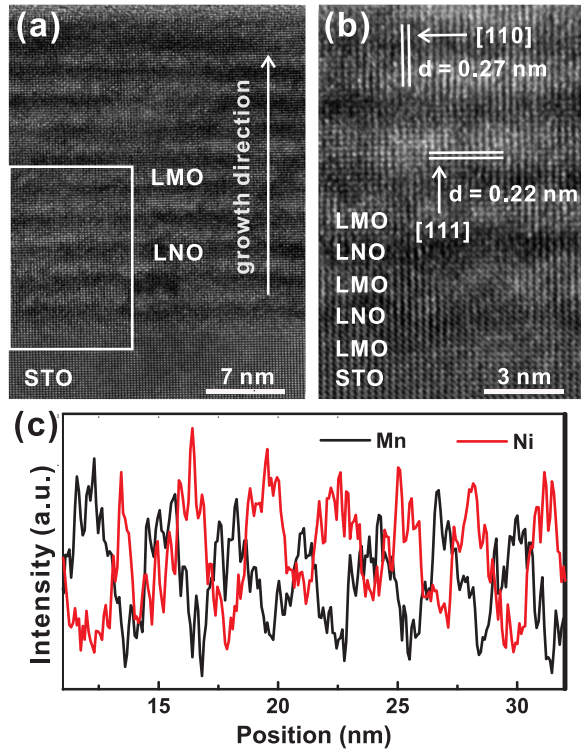 (a)
growth direction
LMO
LNO
STO
7 nm
(b)
[110]
d = 0.27 nm
d = 0.22 nm
[111]
LMO
LNO
LMO
LNO
LMO
STO
3 nm
(c)
Mn
Ni
Intensity (a.u.)
15
20
25
30
Position (nm)